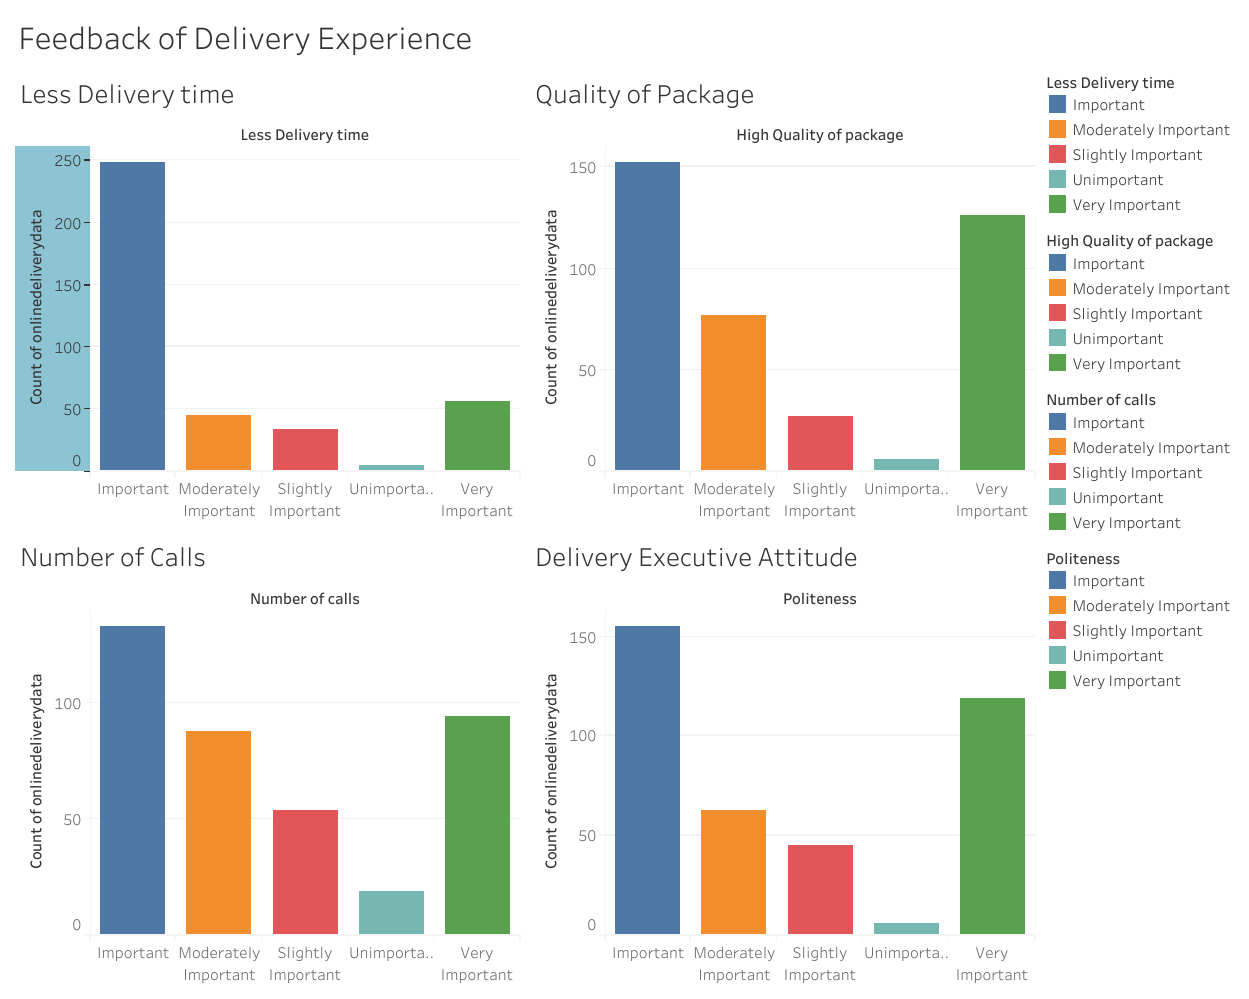 Feedback of Delivery Experience
Less Delivery time
Less Delivery time
Count of onlinedeliverydata
250
200
150
100
50
0
Important
Moderately
Important
Slightly
Important
Unimporta..
Very
Important
Quality of Package
High Quality of package
Count of onlinedeliverydata
150
100
50
0
Important
Moderately
Important
Slightly
Important
Unimporta..
Very
Important
Number of Calls
Number of calls
Count of onlinedeliverydata
100
50
0
Important
Moderately
Important
Slightly
Important
Unimporta..
Very
Important
Delivery Executive Attitude
Politeness
Count of onlinedeliverydata
150
100
50
0
Important
Moderately
Important
Slightly
Important
Unimporta..
Very
Important
Less Delivery time
Important
Moderately Important
Slightly Important
Unimportant
Very Important
High Quality of package
Important
Moderately Important
Slightly Important
Unimportant
Very Important
Number of calls
Important
Moderately Important
Slightly Important
Unimportant
Very Important
Politeness
Important
Moderately Important
Slightly Important
Unimportant
Very Important